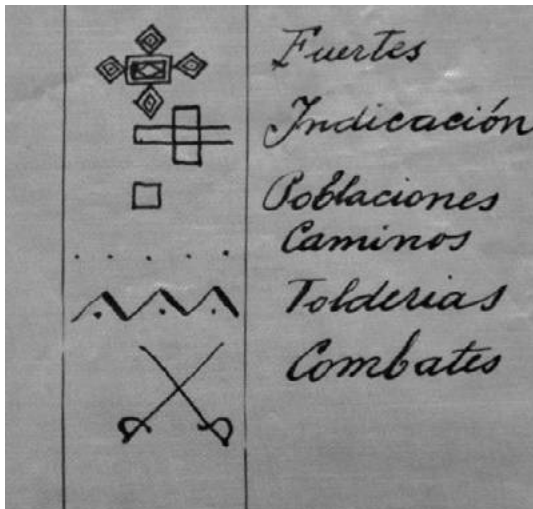 Fuertes
Indicación
Poblaciones
Caminos
Tolderias
Combates